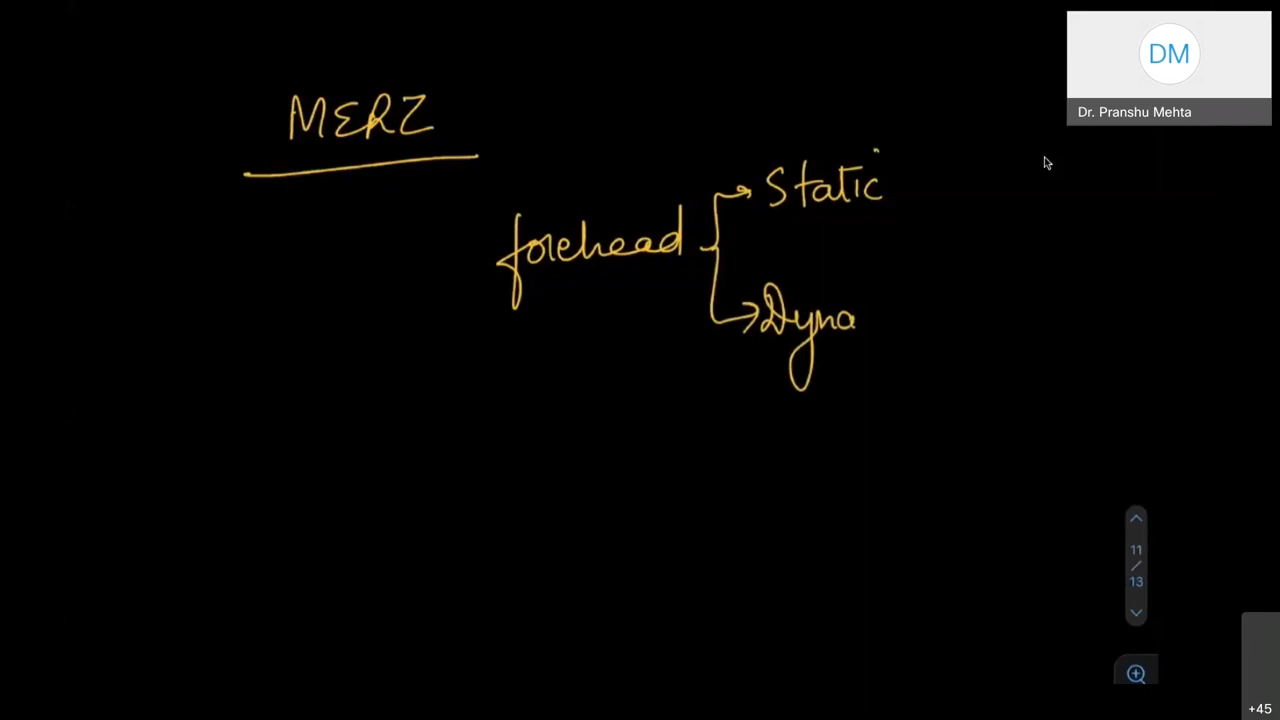 DM
Dr. Pranshu Mehta
MERZ
Static
forehead
Dyna
11
/
13
+45